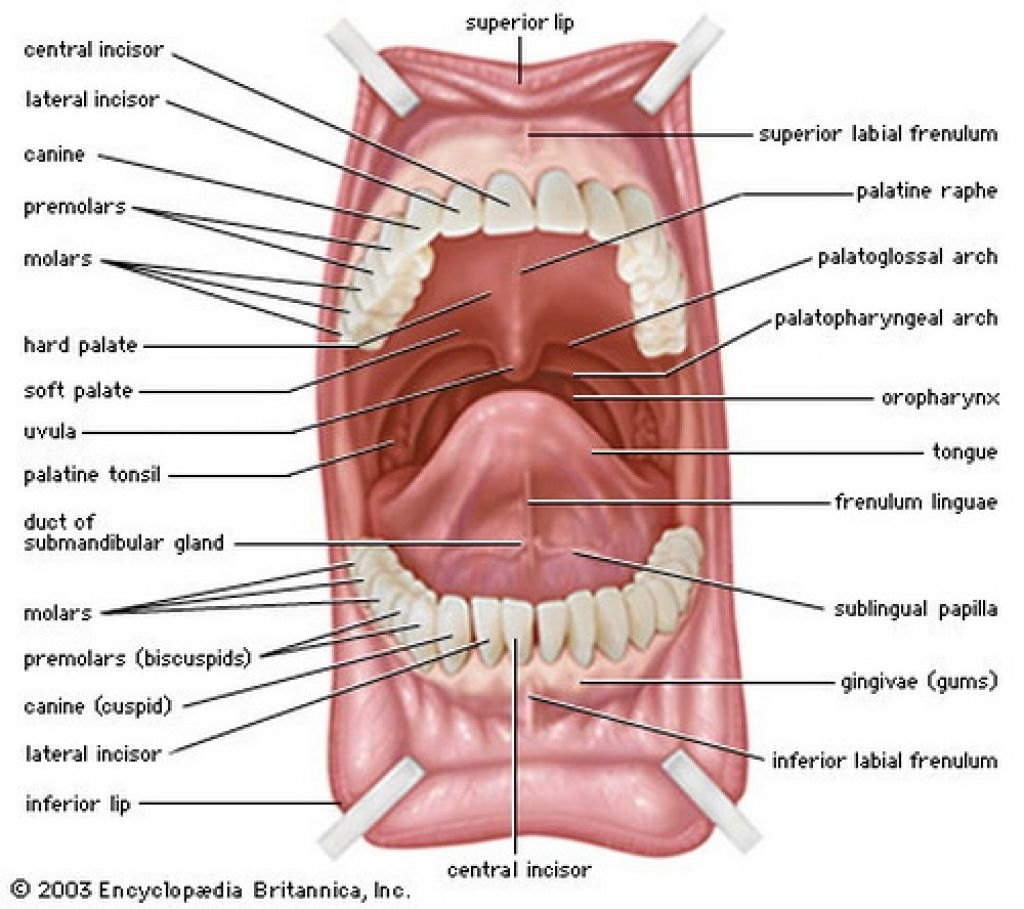 superior lip
central incisor
lateral incisor
canine
premolars
molars
hard palate
soft palate
uvula
palatine tonsil
duct of
submandibular gland
molars
premolars (biscuspids)
canine (cuspid)
lateral incisor
inferior lip
superior labial frenulum
palatine raphe
palatoglossal arch
palatopharyngeal arch
oropharynx
tongue
frenulum linguae
sublingual papilla
gingivae (gums)
inferior labial frenulum
central incisor
© 2003 Encyclopædia Britannica, Inc.